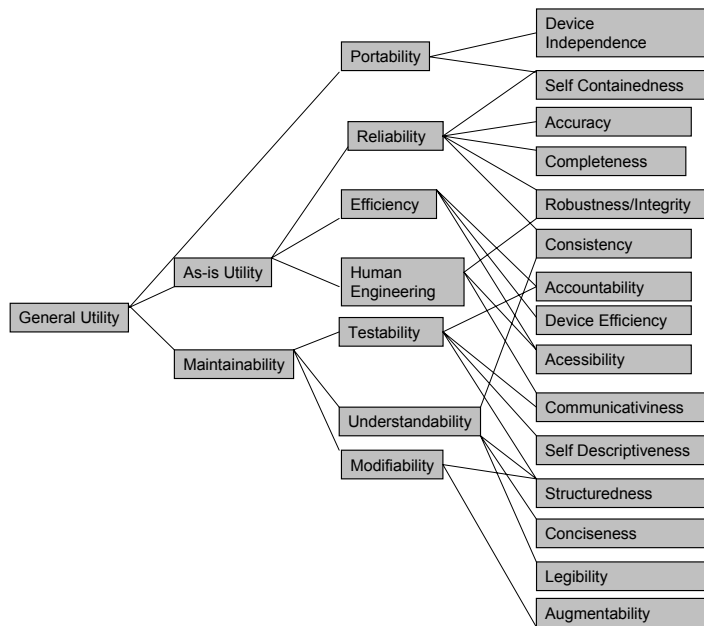 General Utility
As-is Utility
Maintainability
Portability
Reliability
Efficiency
Human
Engineering
Testability
Understandability
Modifiability
Device
Independence
Self Containedness
Accuracy
Completeness
Robustness/Integrity
Consistency
Accountability
Device Efficiency
Acessibility
Communicativiness
Self Descriptiveness
Structuredness
Conciseness
Legibility
Augmentability